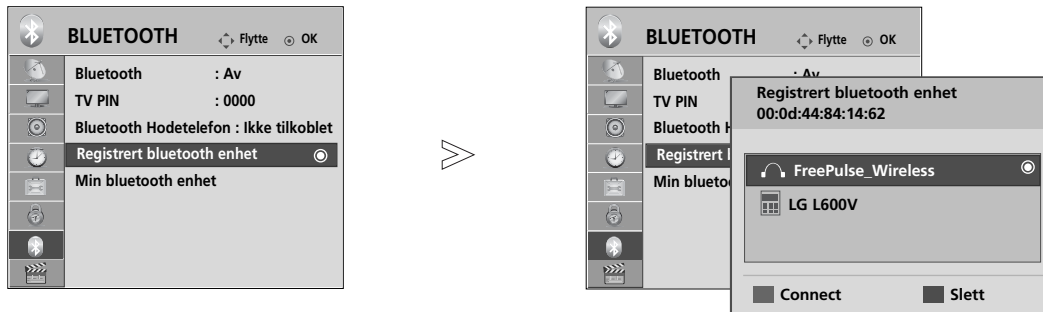 BLUETOOTH Flytte OK
Bluetooth : Av
TV PIN : 0000
Bluetooth Hodetelefon : Ikke tilkoblet
Registrert bluetooth enhet
Min bluetooth enhet
BLUETOOTH Flytte OK
Bluetooth : Av
TV PIN
Bluetooth H
Registrert b
Min bluetoo
Registrert bluetooth enhet
00:0d:44:84:14:62
FreePulse_Wireless
LG L600V
Connect Slett